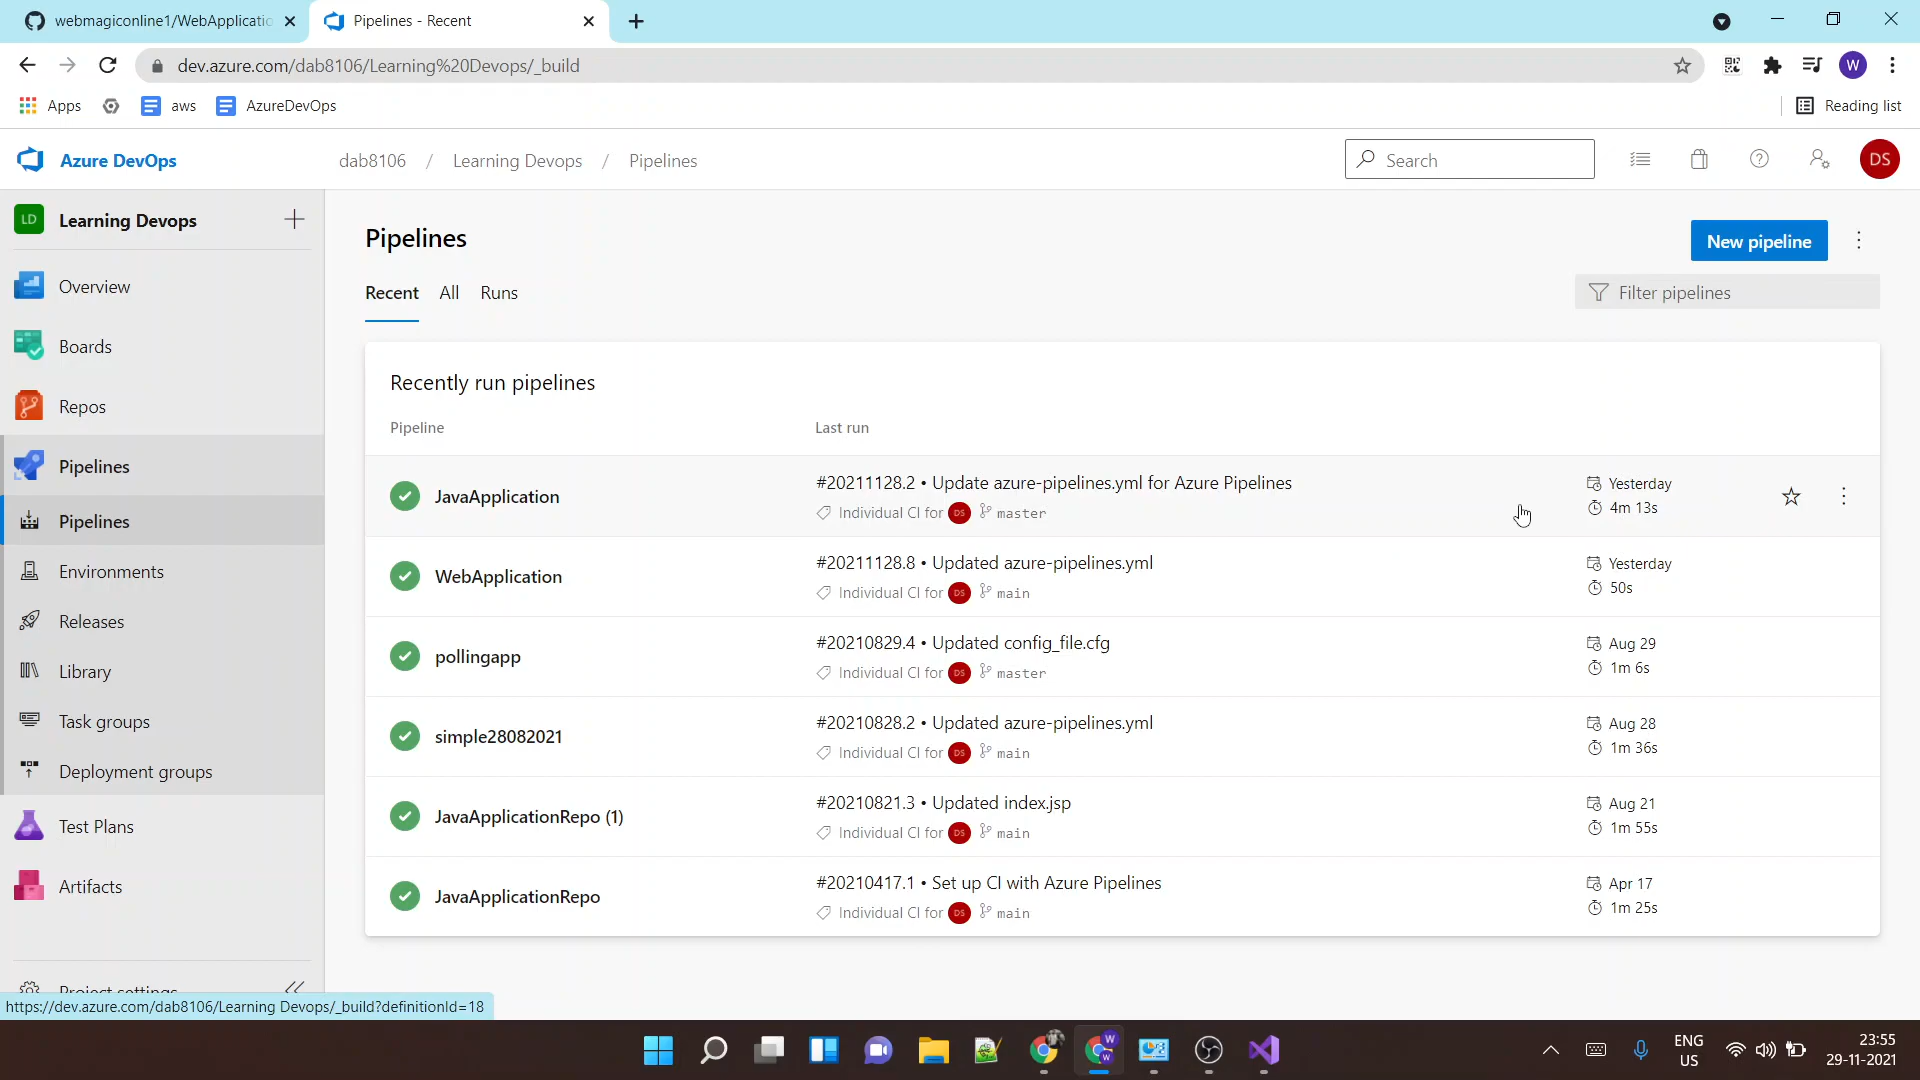 webmagiconline1/WebApplicatio
Pipelines - Recent
dev.azure.com/dab8106/Learning%20Devops/_build
W
Apps
aws
AzureDevOps
Reading list
Azure DevOps
dab8106 / Learning Devops / Pipelines
Search
DS
LD
Learning Devops
Overview
Boards
Repos
Pipelines
Pipelines
Environments
Releases
Library
Task groups
Deployment groups
Test Plans
Artifacts
Project settings
https://dev.azure.com/dab8106/Learning Devops/_build?definitionId=18
Pipelines
New pipeline
Recent All Runs
Filter pipelines
Recently run pipelines
Pipeline Last run
JavaApplication
#20211128.2 • Update azure-pipelines.yml for Azure Pipelines
Individual CI for DS master
Yesterday
4m 13s
WebApplication
#20211128.8 • Updated azure-pipelines.yml
Individual CI for DS main
Yesterday
50s
pollingapp
#20210829.4 • Updated config_file.cfg
Individual CI for DS master
Aug 29
1m 6s
simple28082021
#20210828.2 • Updated azure-pipelines.yml
Individual CI for DS main
Aug 28
1m 36s
JavaApplicationRepo (1)
#20210821.3 • Updated index.jsp
Individual CI for DS main
Aug 21
1m 55s
JavaApplicationRepo
#20210417.1 • Set up CI with Azure Pipelines
Individual CI for DS main
Apr 17
1m 25s
W
W
ENG
US
23:55
29-11-2021